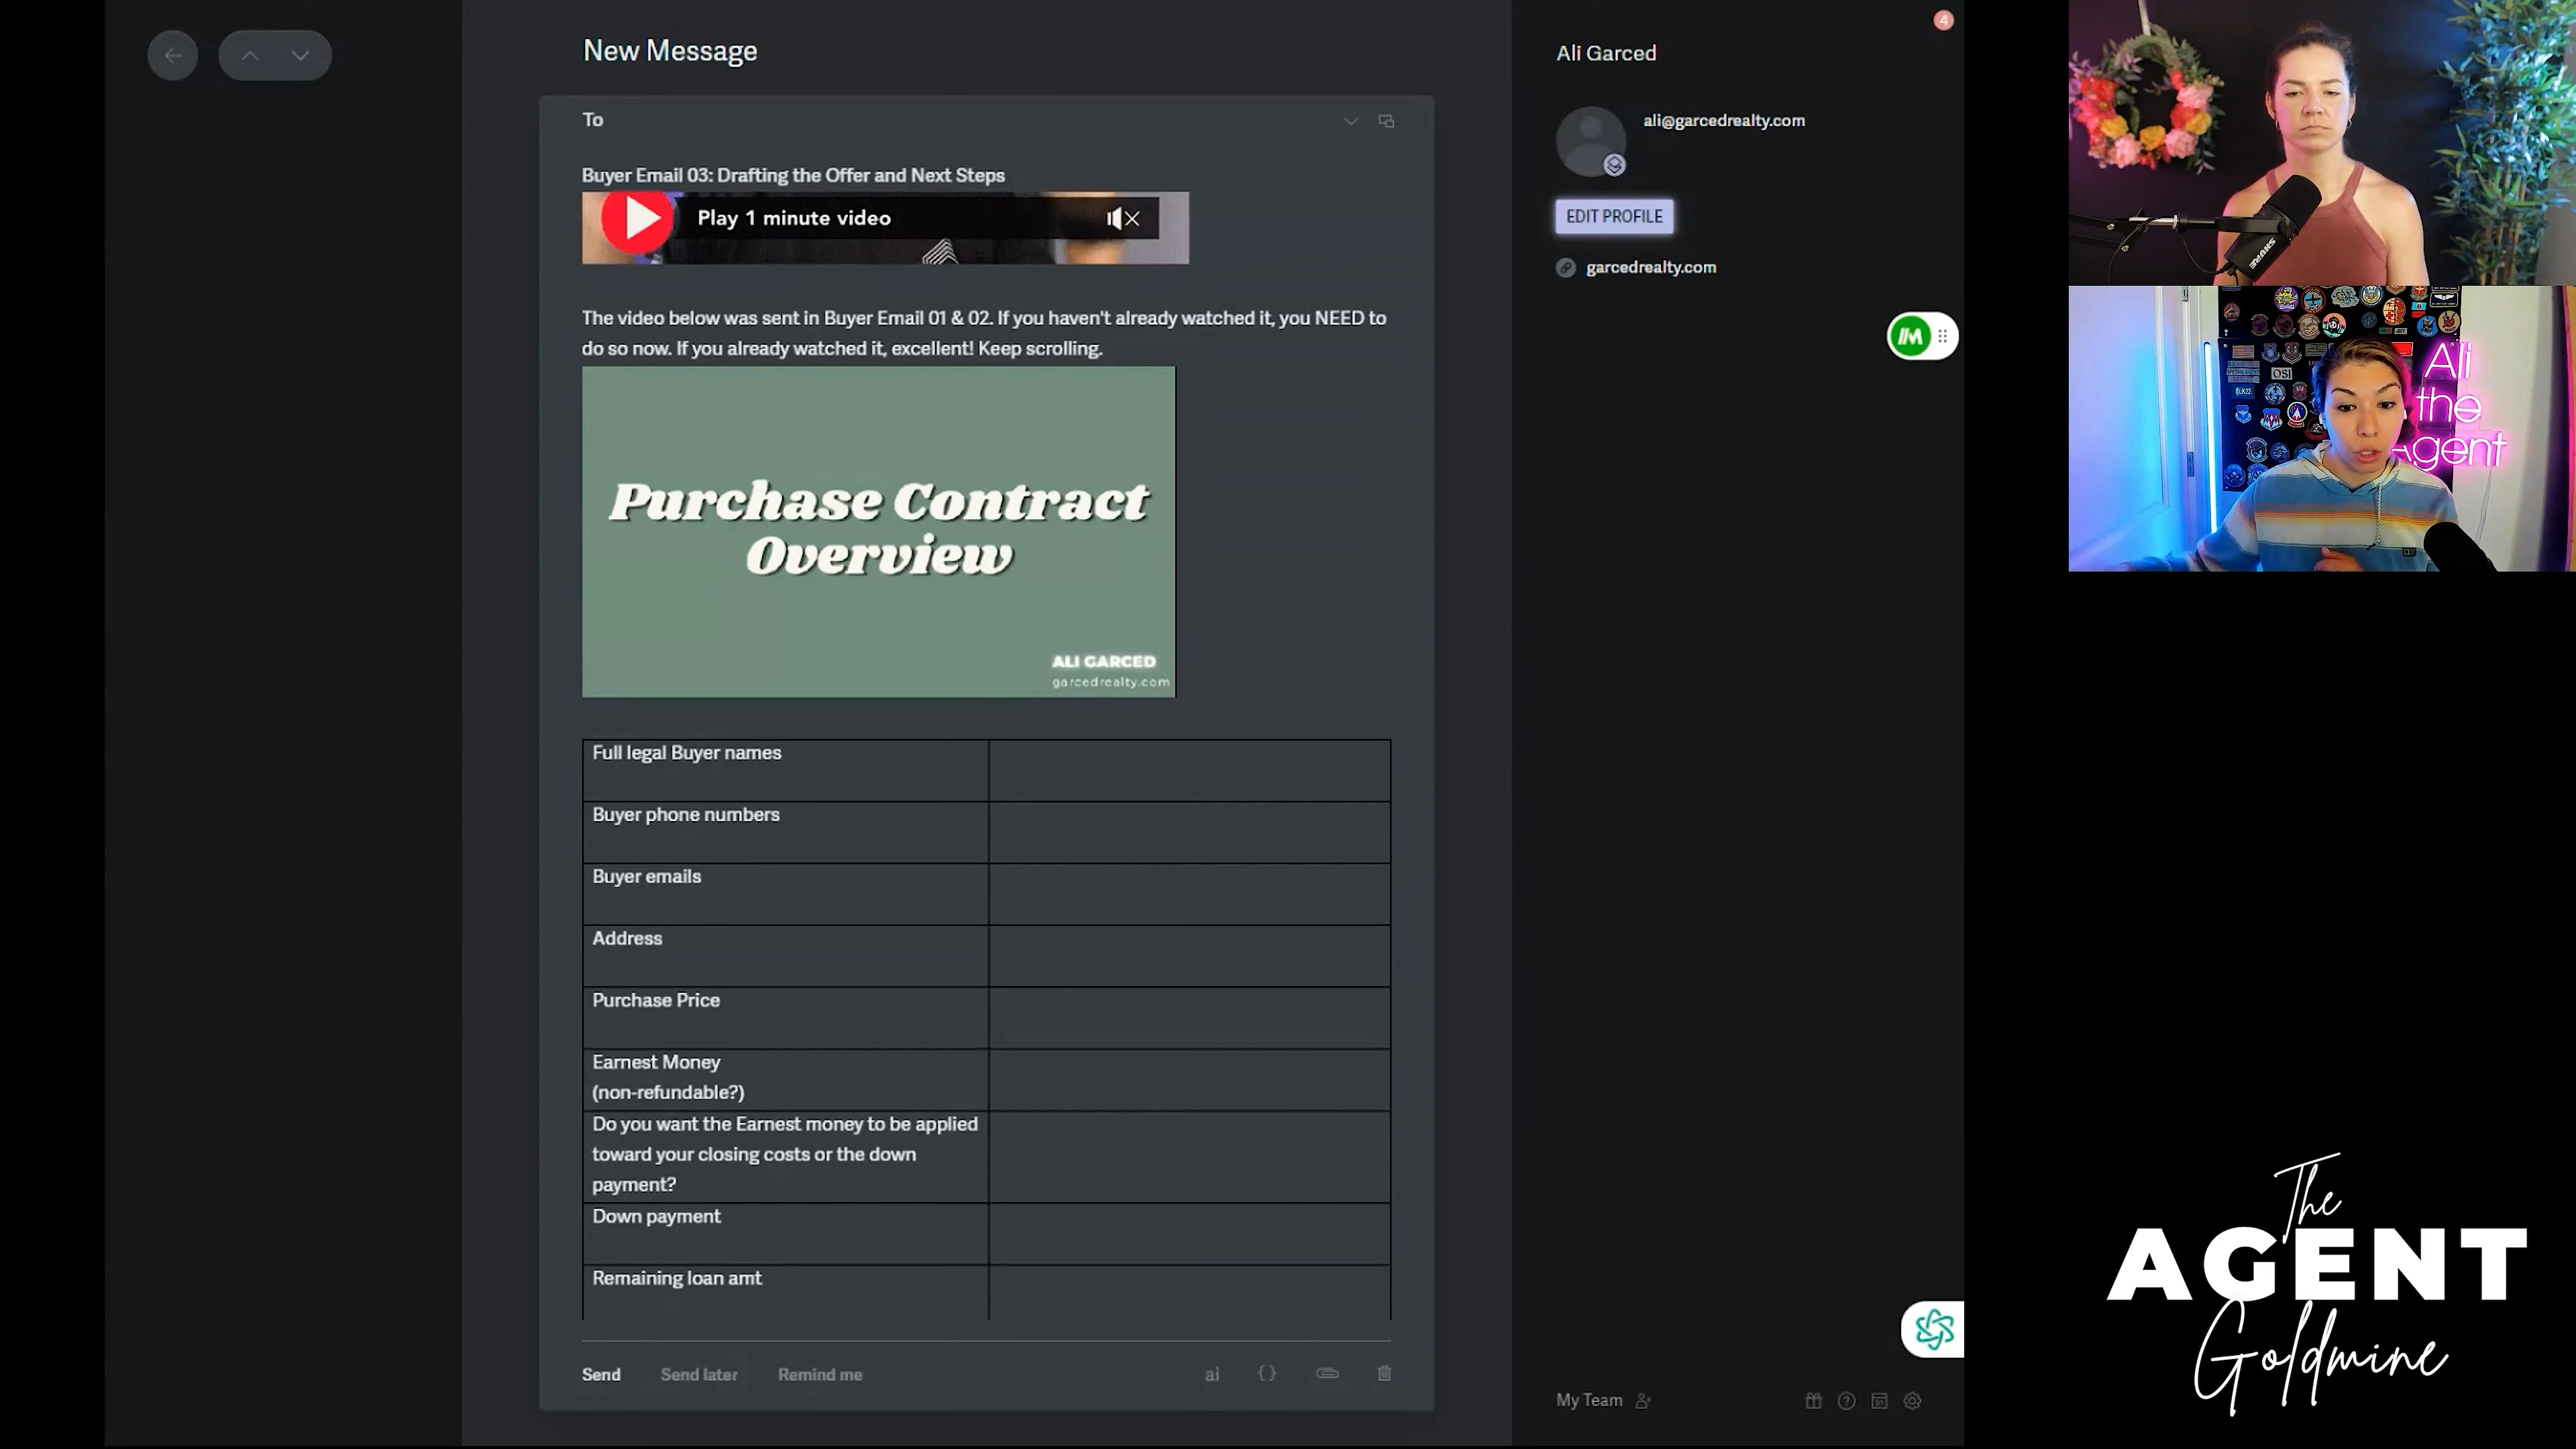 New Message
To
Buyer Email 03: Drafting the Offer and Next Steps
Play 1 minute video
The video below was sent in Buyer Email 01 & 02. If you haven't already watched it, you NEED to
do so now. If you already watched it, excellent! Keep scrolling.
Purchase Contract
Overview
ALI GARCED
garcedrealty.com
Full legal Buyer names
Buyer phone numbers
Buyer emails
Address
Purchase Price
Earnest Money
(non-refundable?)
Do you want the Earnest money to be applied
toward your closing costs or the down
payment?
Down payment
Remaining loan amt
Send
Send later
Remind me
ai
{}
4
Ali Garced
ali@garcedrealty.com
EDIT PROFILE
garcedrealty.com
My Team
SHURE
OSI
Ali
the
Agent
The
AGENT
Goldmine